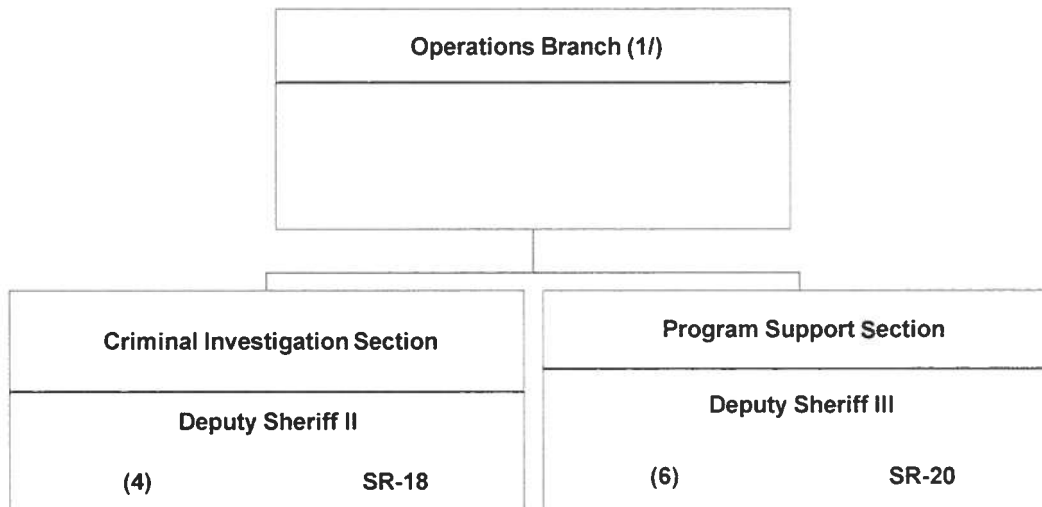 Operations Branch (1/)
Criminal Investigation Section
Deputy Sheriff II
(4) SR-18
Program Support Section
Deputy Sheriff III
(6) SR-20